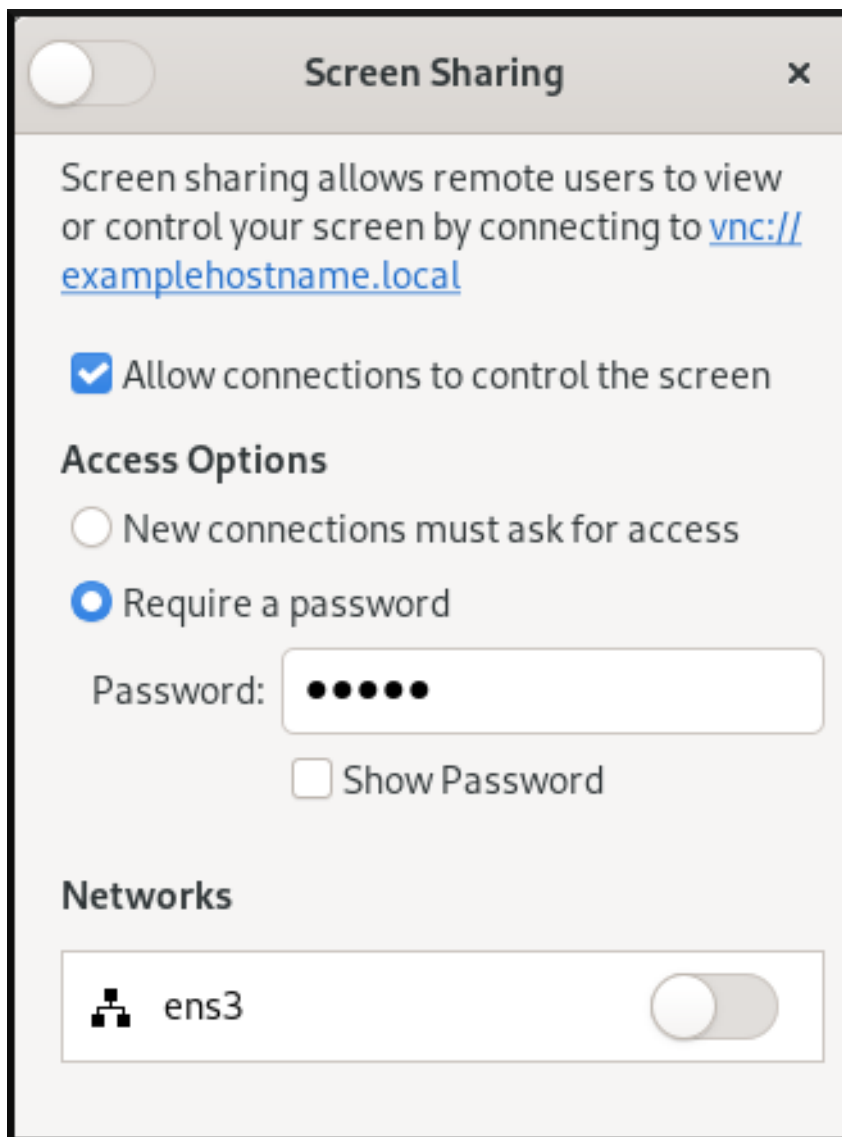 Screen Sharing
Screen sharing allows remote users to view
or control your screen by connecting to vnc://
examplehostname.local
Allow connections to control the screen
Access Options
New connections must ask for access
Require a password
Password: ●●●●●
Show Password
Networks
ens3